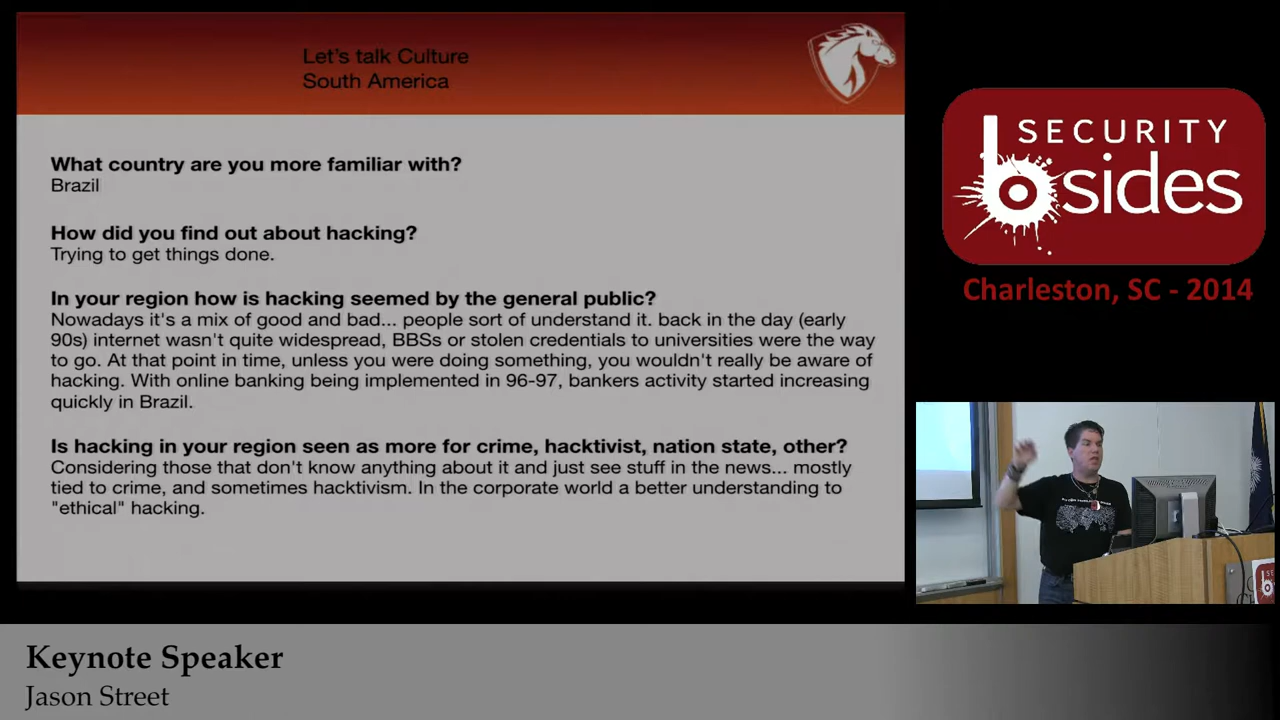 Let's talk Culture
South America
What country are you more familiar with?
Brazil
How did you find out about hacking?
Trying to get things done.
In your region how is hacking seemed by the general public?
Nowadays it's a mix of good and bad... people sort of understand it. back in the day (early
90s) internet wasn't quite widespread, BBSs or stolen credentials to universities were the way
to go. At that point in time, unless you were doing something, you wouldn't really be aware of
hacking. With online banking being implemented in 96-97, bankers activity started increasing
quickly in Brazil.
Is hacking in your region seen as more for crime, hacktivist, nation state, other?
Considering those that don't know anything about it and just see stuff in the news... mostly
tied to crime, and sometimes hacktivism. In the corporate world a better understanding to
"ethical" hacking.
SECURITY
bsides
Charleston, SC - 2014
Keynote Speaker
Jason Street